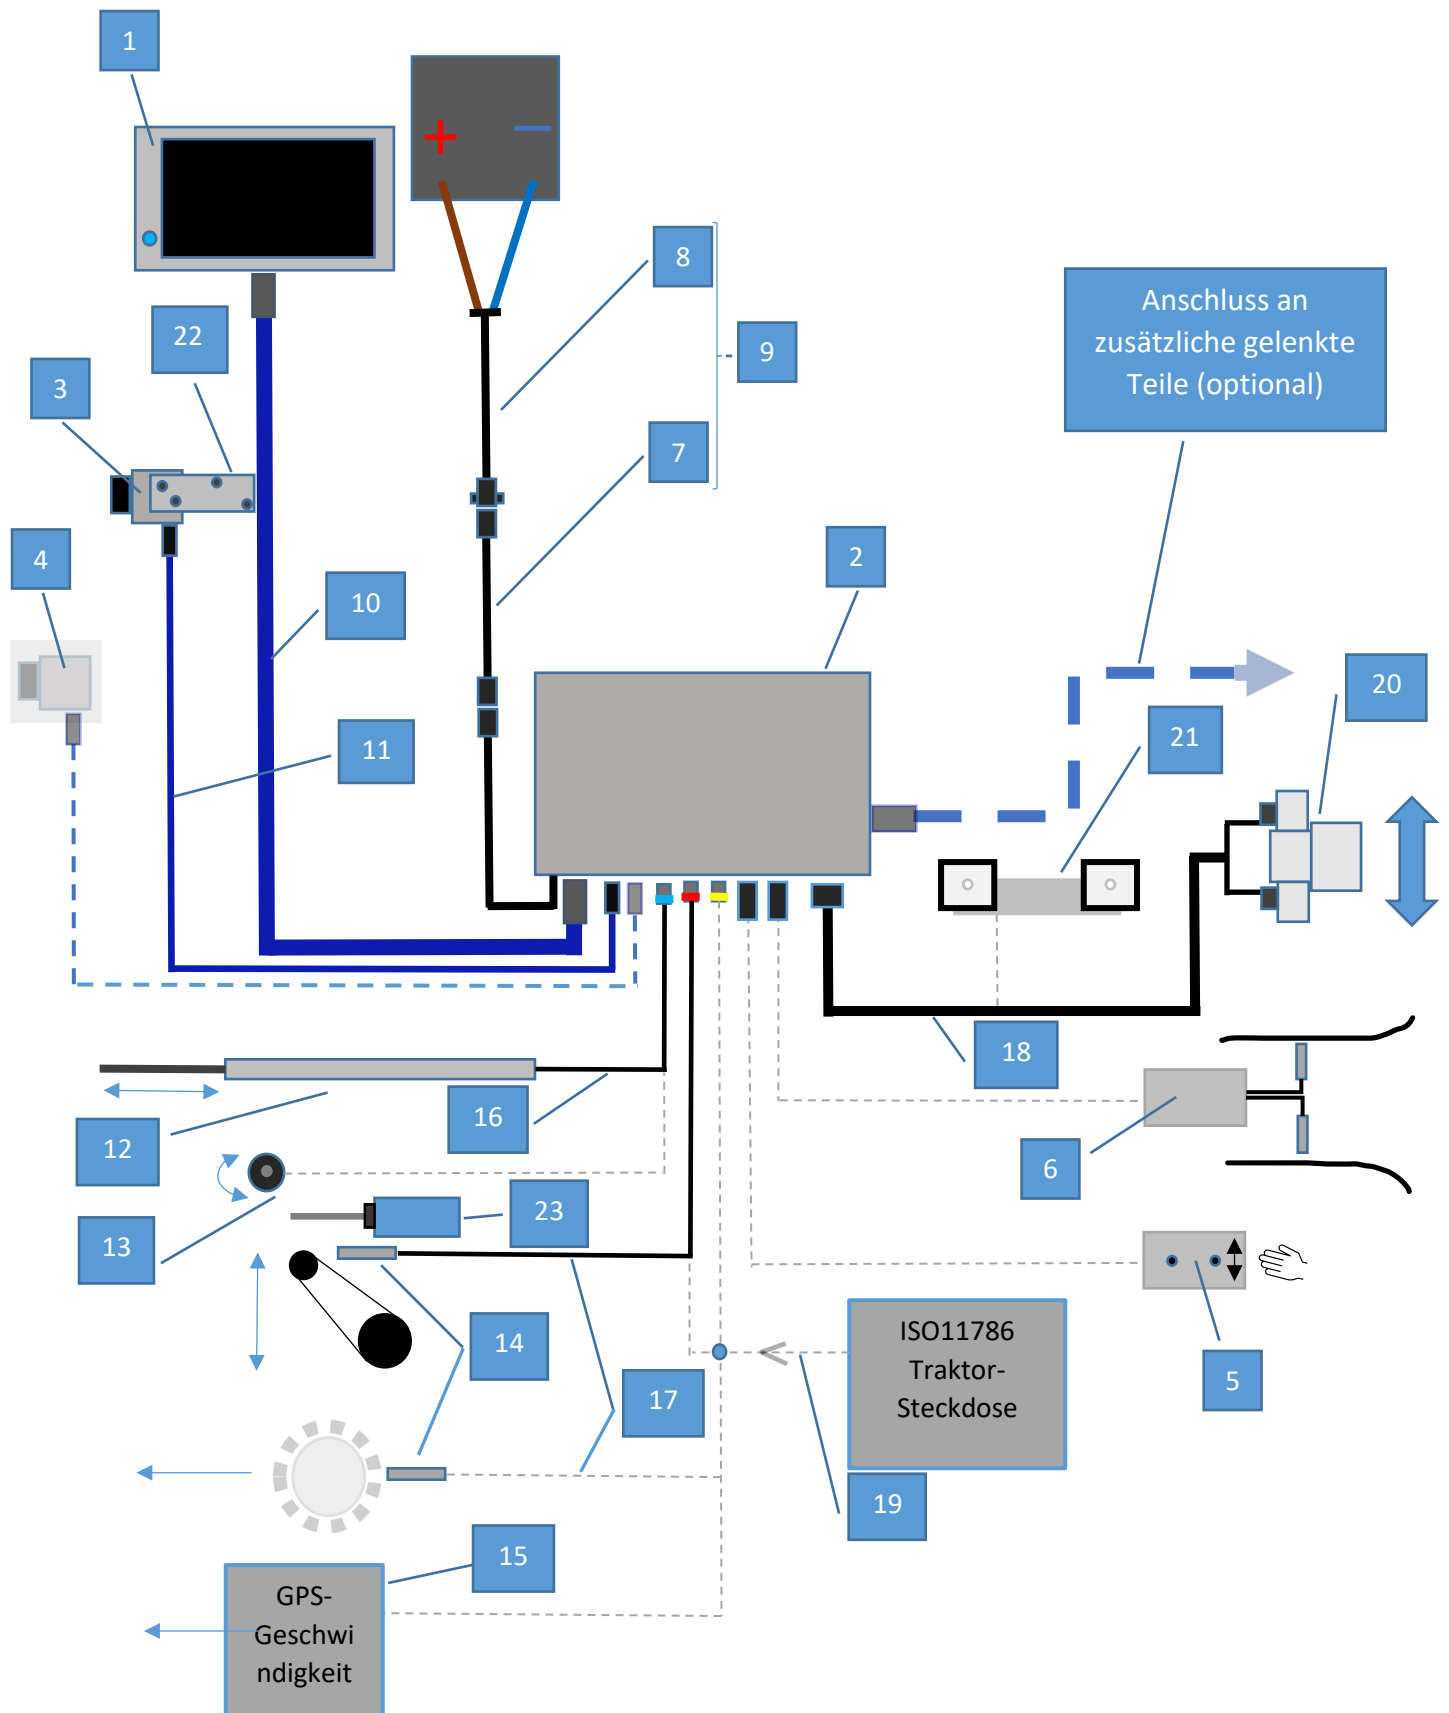 1
+
−
8
Anschluss an
zusätzliche gelenkte
Teile (optional)
22
9
3
7
4
2
10
20
11
21
18
12
16
6
23
13
14
ISO11786
Traktor-
Steckdose
5
17
19
15
GPS-
Geschwi
ndigkeit